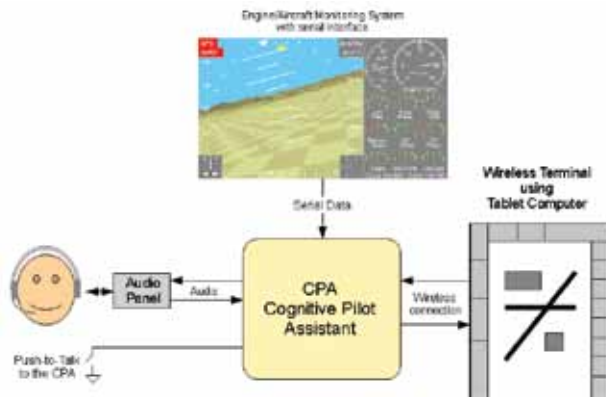 Engine/Aircraft Monitoring System
with serial interface
Serial Data
Wireless Terminal
using
Tablet Computer
Audio
Panel
Audio
CPA
Cognitive Pilot
Assistant
Wireless
connection
Push-to-Talk
to the CPA